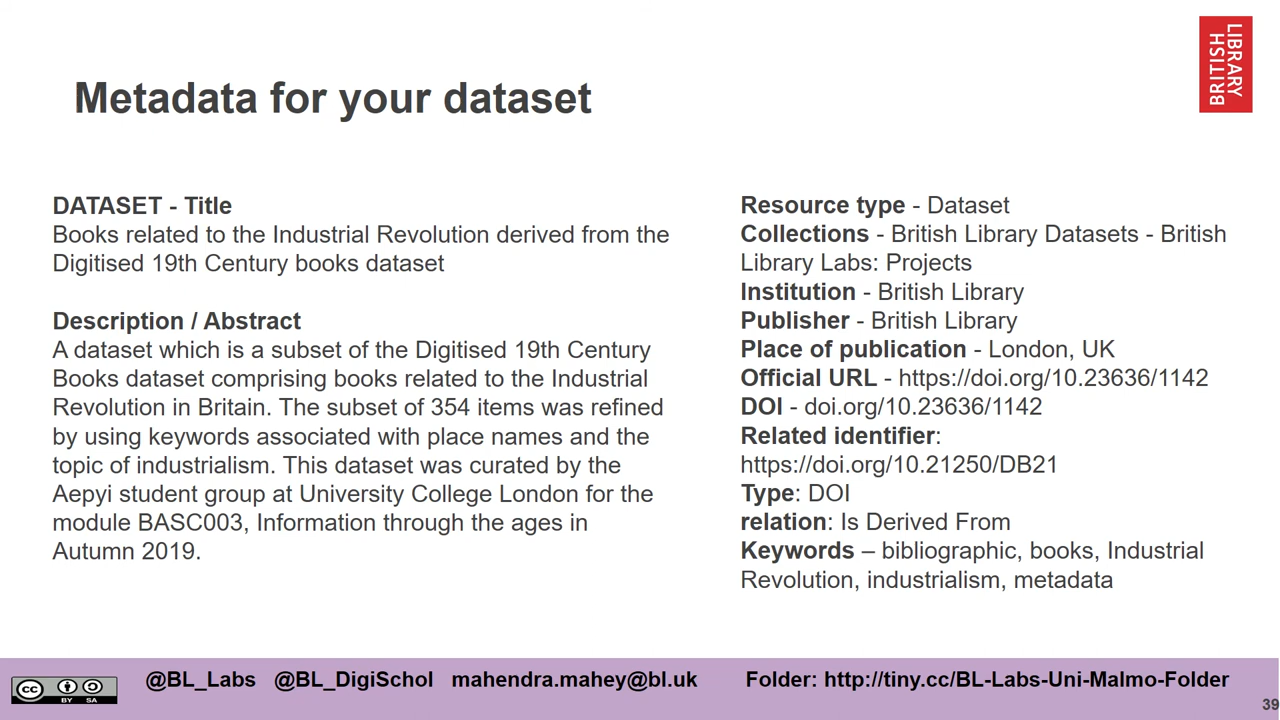 BRITISH
LIBRARY
Metadata for your dataset
DATASET - Title
Books related to the Industrial Revolution derived from the
Digitised 19th Century books dataset
Description / Abstract
A dataset which is a subset of the Digitised 19th Century
Books dataset comprising books related to the Industrial
Revolution in Britain. The subset of 354 items was refined
by using keywords associated with place names and the
topic of industrialism. This dataset was curated by the
Aepyi student group at University College London for the
module BASC003, Information through the ages in
Autumn 2019.
Resource type - Dataset
Collections - British Library Datasets - British
Library Labs: Projects
Institution - British Library
Publisher - British Library
Place of publication - London, UK
Official URL - https://doi.org/10.23636/1142
DOI - doi.org/10.23636/1142
Related identifier:
https://doi.org/10.21250/DB21
Type: DOI
relation: Is Derived From
Keywords – bibliographic, books, Industrial
Revolution, industrialism, metadata
cc BY SA
@BL_Labs @BL_DigiSchol mahendra.mahey@bl.uk Folder: http://tiny.cc/BL-Labs-Uni-Malmo-Folder
39